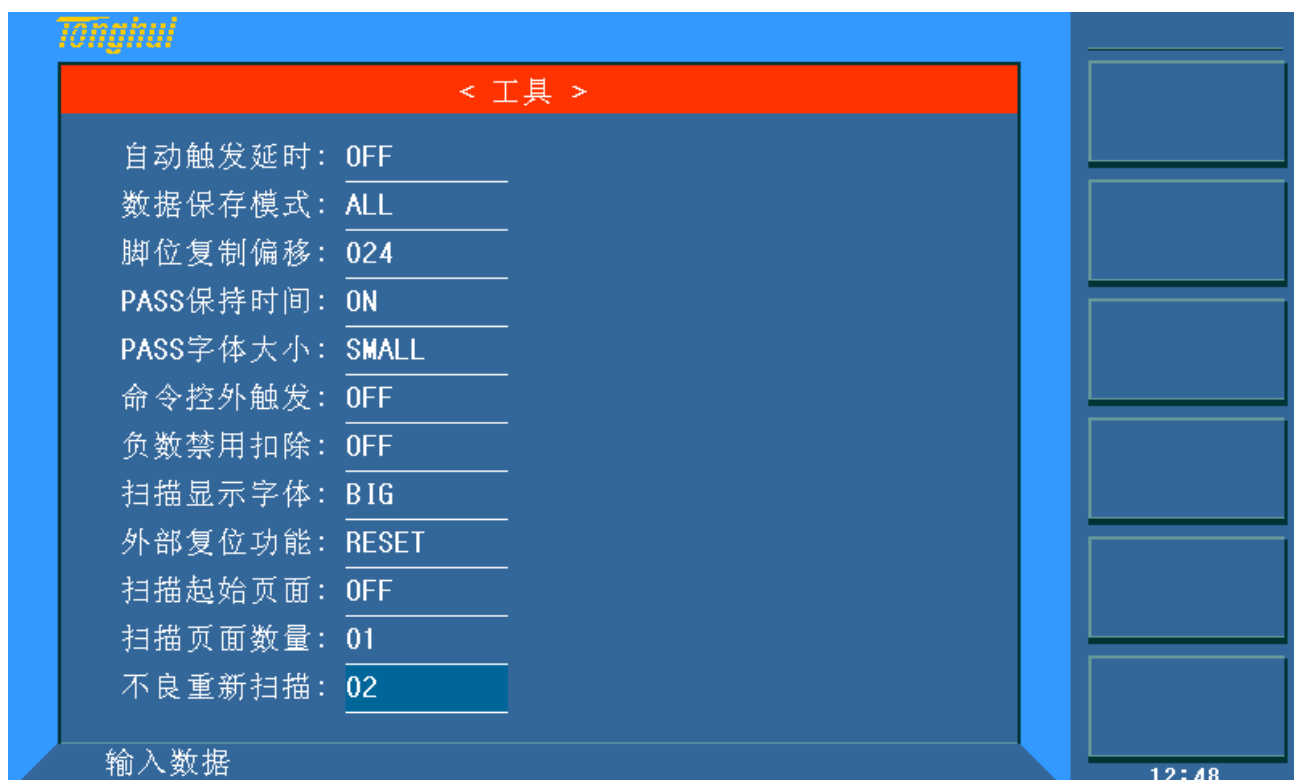 Tonghui
< 工具 >
自动触发延时: OFF
数据保存模式: ALL
脚位复制偏移: 024
PASS保持时间: ON
PASS字体大小: SMALL
命令控外触发: OFF
负数禁用扣除: OFF
扫描显示字体: BIG
外部复位功能: RESET
扫描起始页面: OFF
扫描页面数量: 01
不良重新扫描: 02
输入数据
12:48